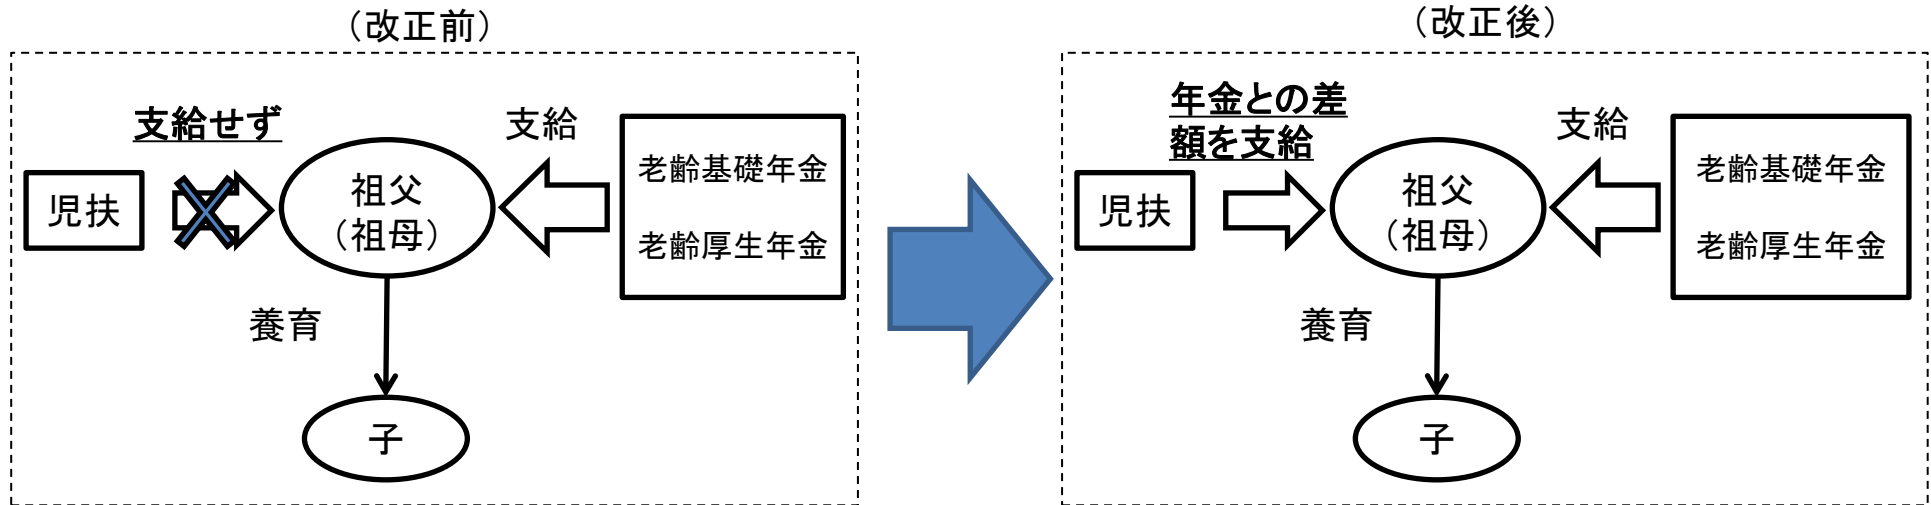 （改正前）
支給せず
支給
児扶
祖父
（祖母）
老齢基礎年金
老齢厚生年金
養育
子
（改正後）
年金との差
額を支給
支給
児扶
祖父
（祖母）
老齢基礎年金
老齢厚生年金
養育
子